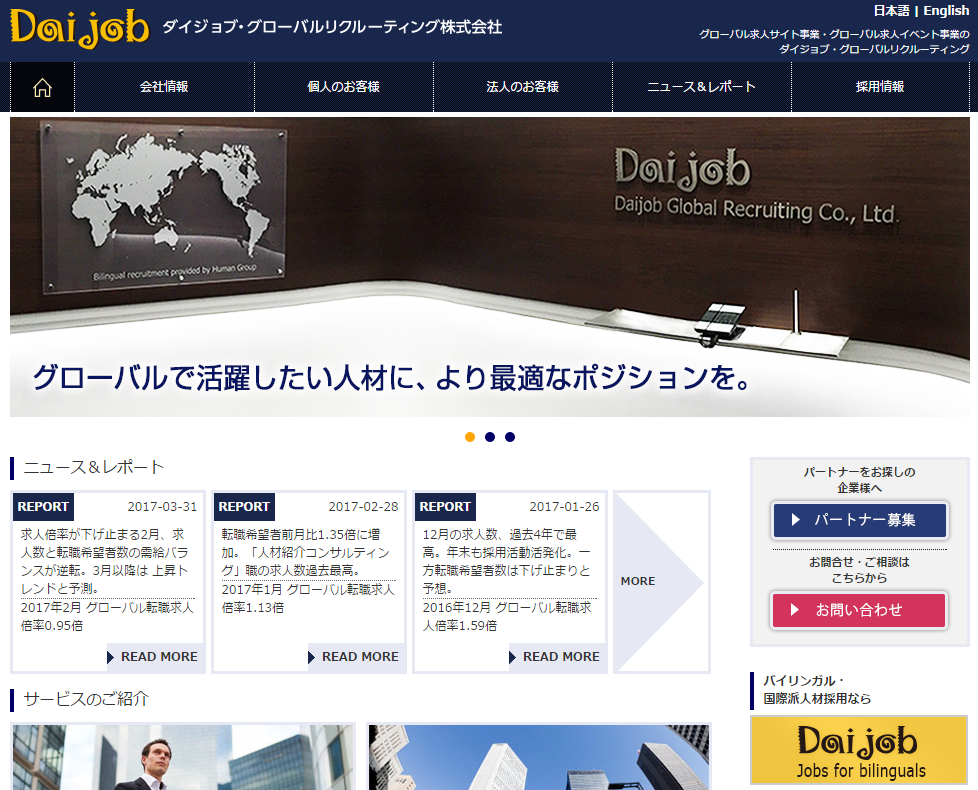 Daijob ダイジョブ・グローバルリクルーティング株式会社
日本語 | English
グローバル求人サイト事業・グローバル求人イベント事業の
ダイジョブ・グローバルリクルーティング
会社情報 個人のお客様 法人のお客様 ニュース＆レポート 採用情報
Daijob
Daijob Global Recruiting Co., Ltd.
Bilingual recruitment provided by Human Group
グローバルで活躍したい人材に、より最適なポジションを。
ニュース＆レポート
REPORT 2017-03-31
求人倍率が下げ止まる2月、求
人数と転職希望者数の需給バラ
ンスが逆転。3月以降は 上昇ト
レンドと予測。
2017年2月 グローバル転職求人
倍率0.95倍
READ MORE
REPORT 2017-02-28
転職希望者前月比1.35倍に増
加。「人材紹介コンサルティン
グ」職の求人数過去最高。
2017年1月 グローバル転職求人
倍率1.13倍
READ MORE
REPORT 2017-01-26
12月の求人数、過去4年で最
高。年末も採用活動活発化。一
方転職希望者数は下げ止まりと
予想。
2016年12月 グローバル転職求
人倍率1.59倍
READ MORE
MORE
パートナーをお探しの
企業様へ
パートナー募集
お問合せ・ご相談は
こちらから
お問い合わせ
バイリンガル・
国際派人材採用なら
Daijob
Jobs for bilinguals
サービスのご紹介